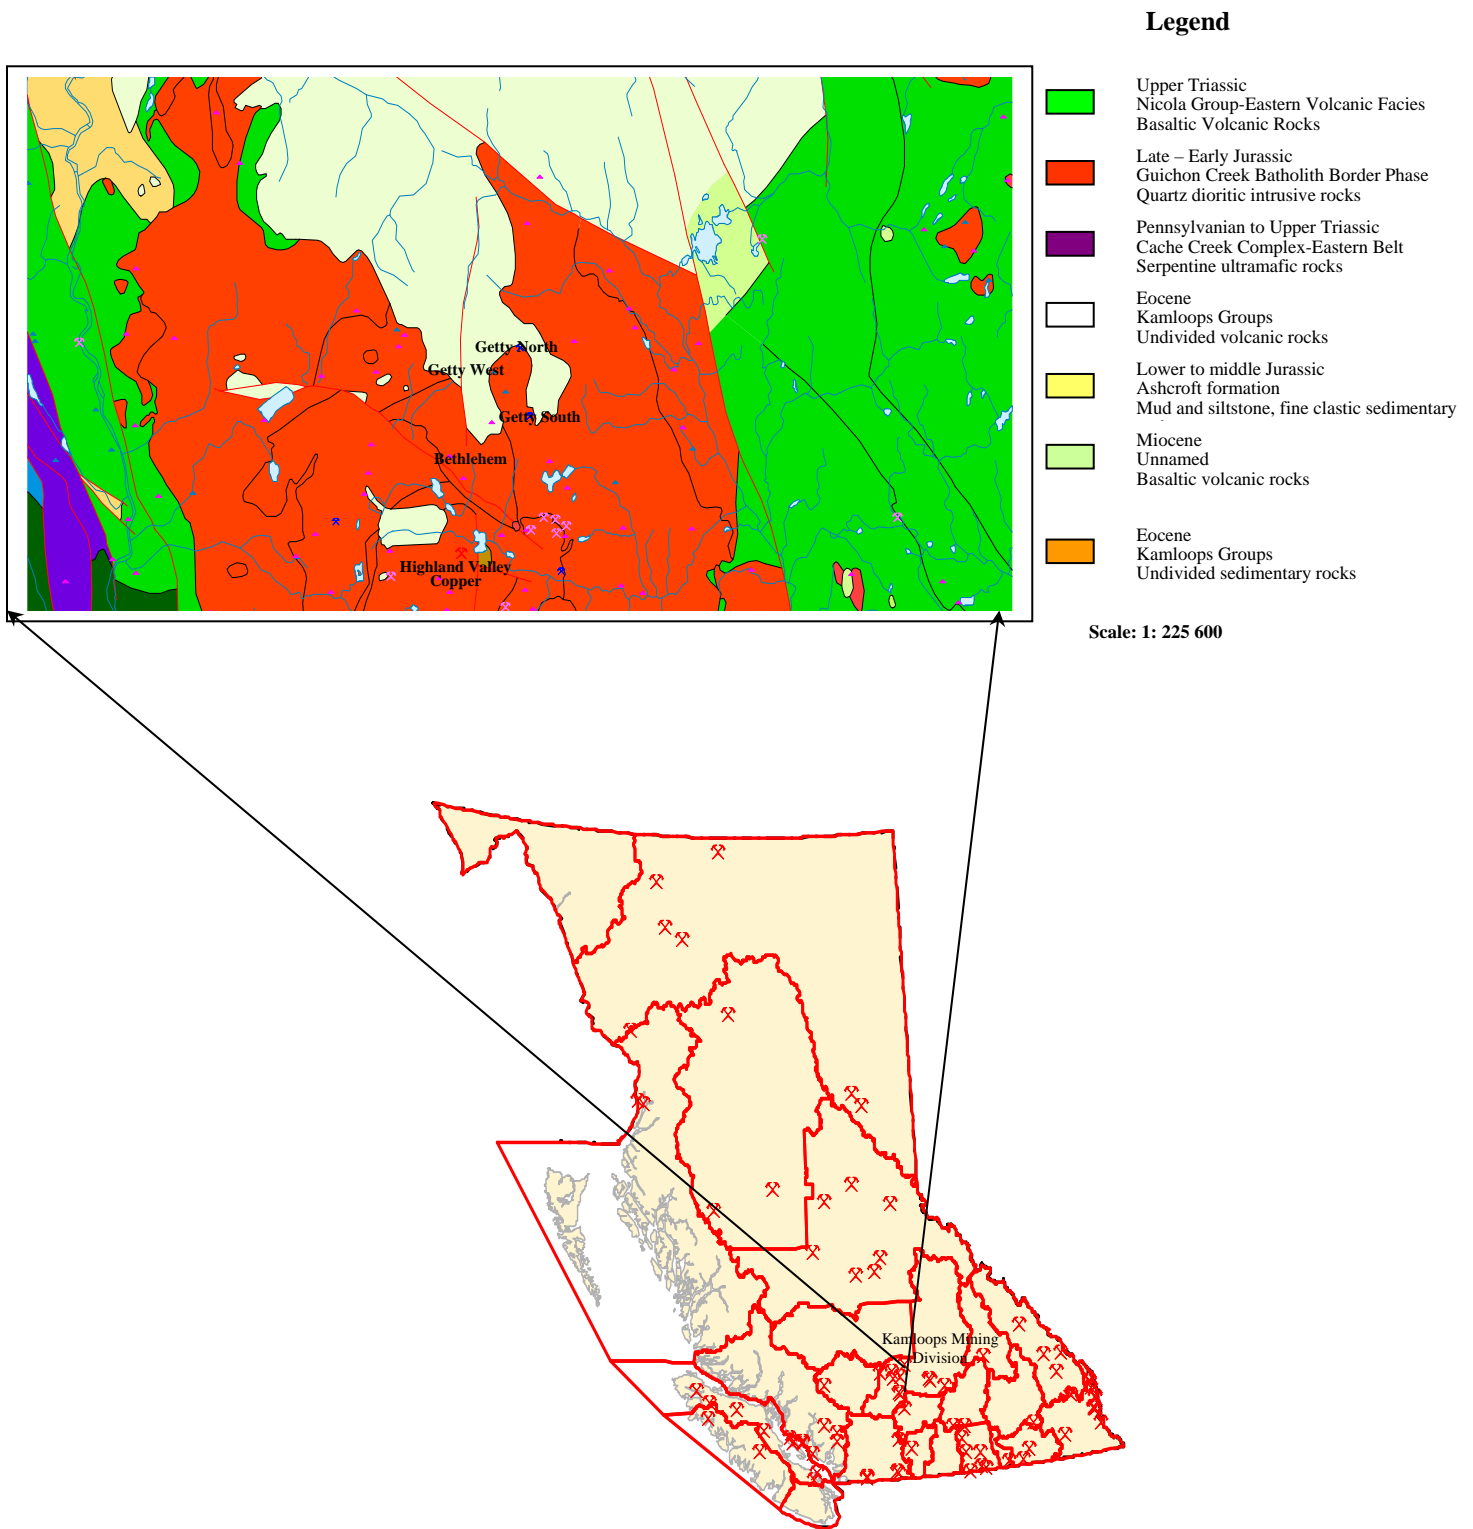 Legend
Upper Triassic
Nicola Group-Eastern Volcanic Facies
Basaltic Volcanic Rocks
Late – Early Jurassic
Guichon Creek Batholith Border Phase
Quartz dioritic intrusive rocks
Pennsylvanian to Upper Triassic
Cache Creek Complex-Eastern Belt
Serpentine ultramafic rocks
Eocene
Kamloops Groups
Undivided volcanic rocks
Lower to middle Jurassic
Ashcroft formation
Mud and siltstone, fine clastic sedimentary
Miocene
Unnamed
Basaltic volcanic rocks
Eocene
Kamloops Groups
Undivided sedimentary rocks
Scale: 1: 225 600
Getty North
Getty West
Getty South
Bethlehem
Highland Valley
Copper
Kamloops Mining
Division